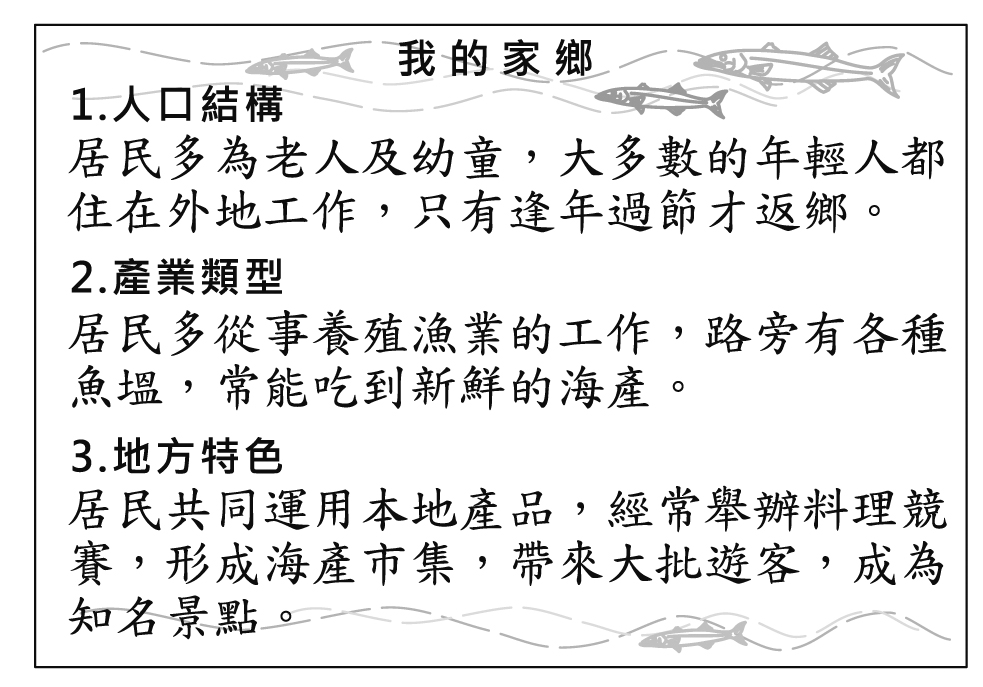 我的家鄉
1.人口結構
居民多為老人及幼童，大多數的年輕人都
住在外地工作，只有逢年過節才返鄉。
2.產業類型
居民多從事養殖漁業的工作，路旁有各種
魚塭，常能吃到新鮮的海產。
3.地方特色
居民共同運用本地產品，經常舉辦料理競
賽，形成海產市集，帶來大批遊客，成為
知名景點。